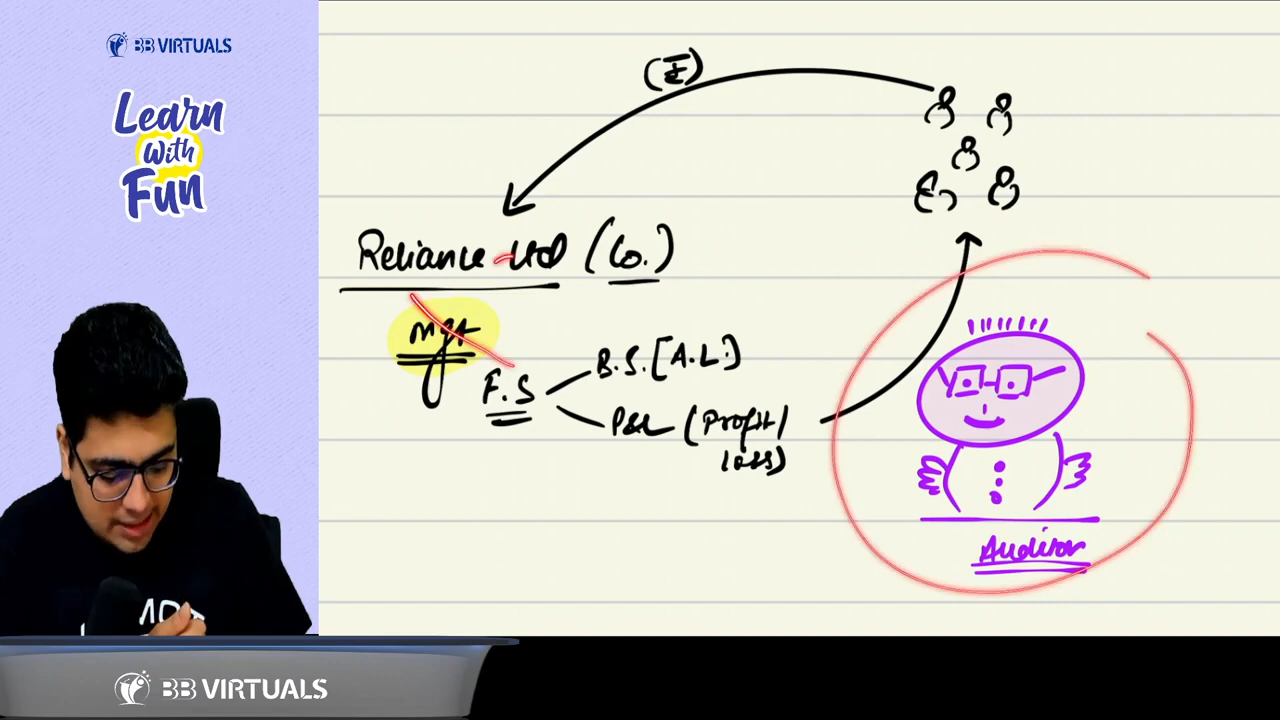 BB VIRTUALS
Learn
With
Fun
(₹)
Reliance Ltd (Co.)
Mgt
F.S
B.S. [A.L.]
P&L (Profit/
Loss)
Auditor
BB VIRTUALS